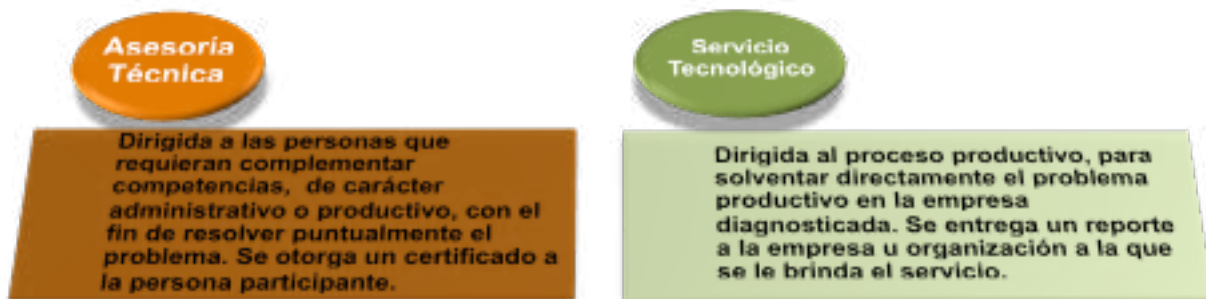 Asesoría
Técnica
Dirigida a las personas que
requieran complementar
competencias, de carácter
administrativo o productivo, con el
fin de resolver puntualmente el
problema. Se otorga un certificado a
la persona participante.
Servicio
Tecnológico
Dirigida al proceso productivo, para
solventar directamente el problema
productivo en la empresa
diagnosticada. Se entrega un reporte
a la empresa u organización a la que
se le brinda el servicio.